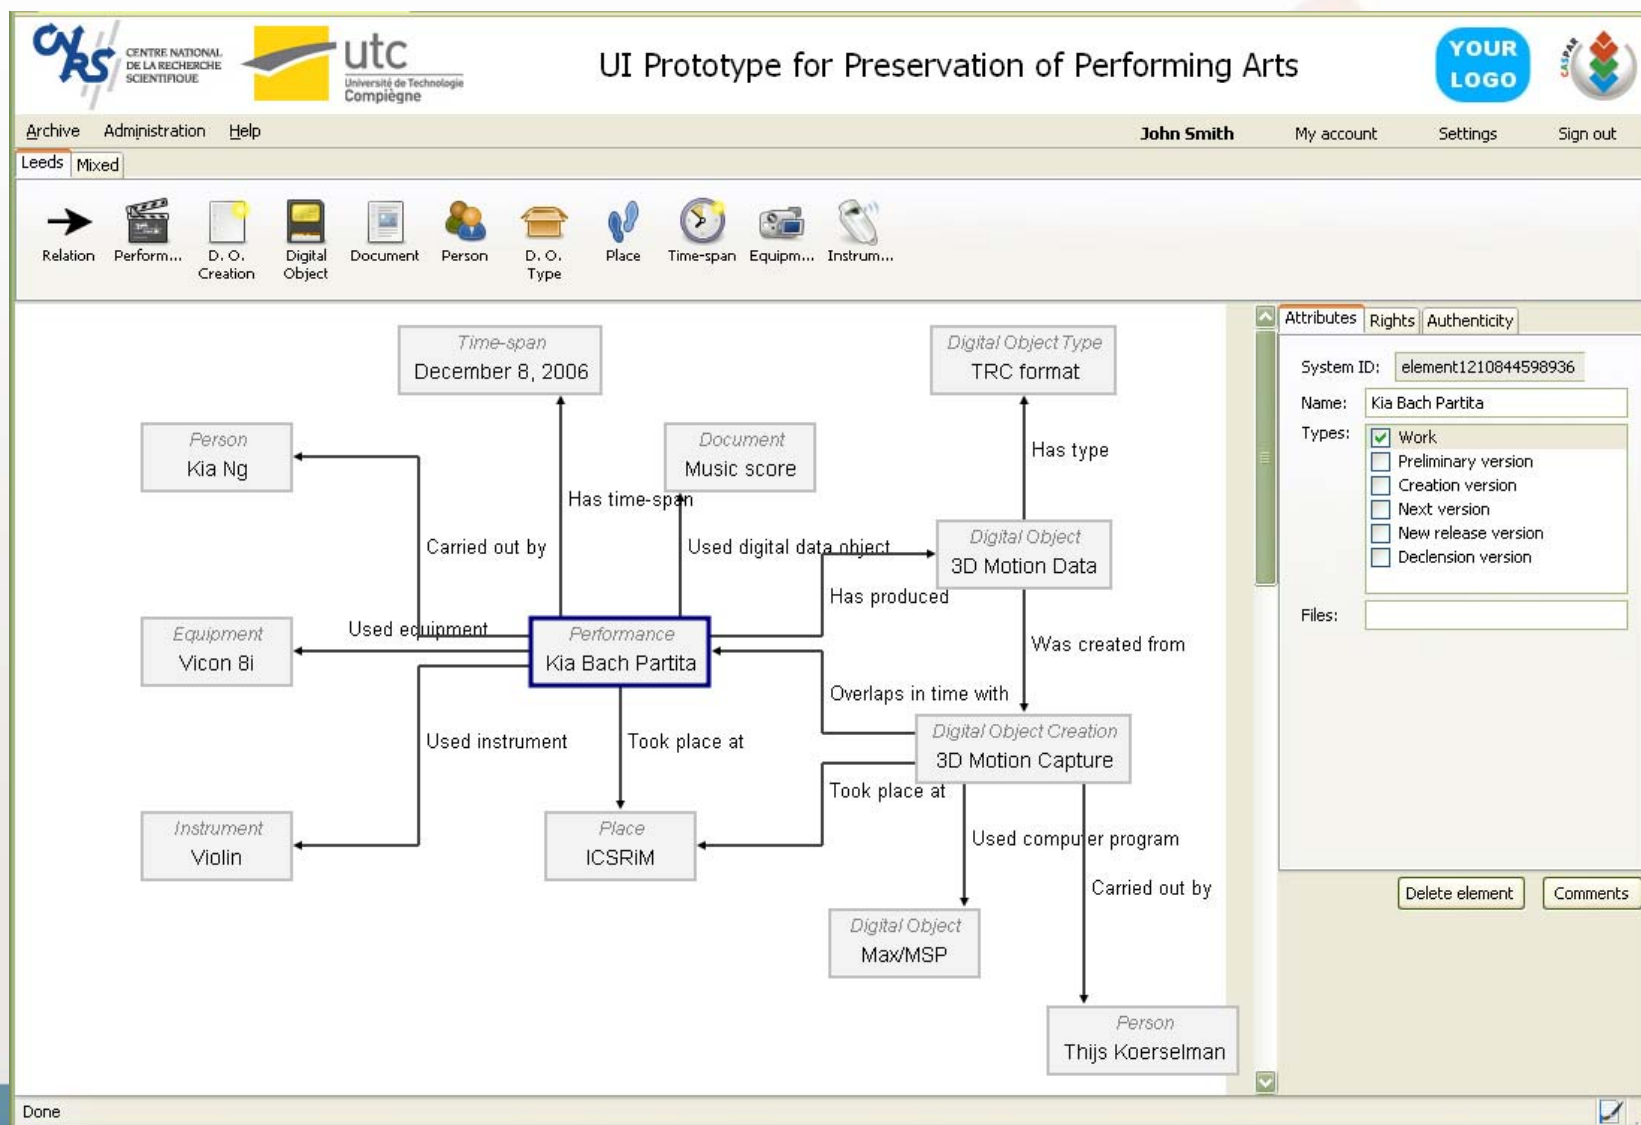 CNRS
CENTRE NATIONAL
DE LA RECHERCHE
SCIENTIFIQUE
utc
Université de Technologie
Compiègne
UI Prototype for Preservation of Performing Arts
YOUR
LOGO
CASPAR
Archive Administration Help
John Smith My account Settings Sign out
Leeds Mixed
Relation
Perform...
D. O.
Creation
Digital
Object
Document
Person
D. O.
Type
Place
Time-span
Equipm...
Instrum...
Time-span
December 8, 2006
Digital Object Type
TRC format
Person
Kia Ng
Document
Music score
Has type
Has time-span
Carried out by
Used digital data object
Digital Object
3D Motion Data
Has produced
Equipment
Vicon 8i
Used equipment
Performance
Kia Bach Partita
Was created from
Overlaps in time with
Used instrument
Took place at
Digital Object Creation
3D Motion Capture
Took place at
Instrument
Violin
Place
ICSRiM
Used computer program
Carried out by
Digital Object
Max/MSP
Person
Thijs Koerselman
Attributes Rights Authenticity
System ID: element1210844598936
Name: Kia Bach Partita
Types: Work
Preliminary version
Creation version
Next version
New release version
Declension version
Files:
Delete element Comments
Done